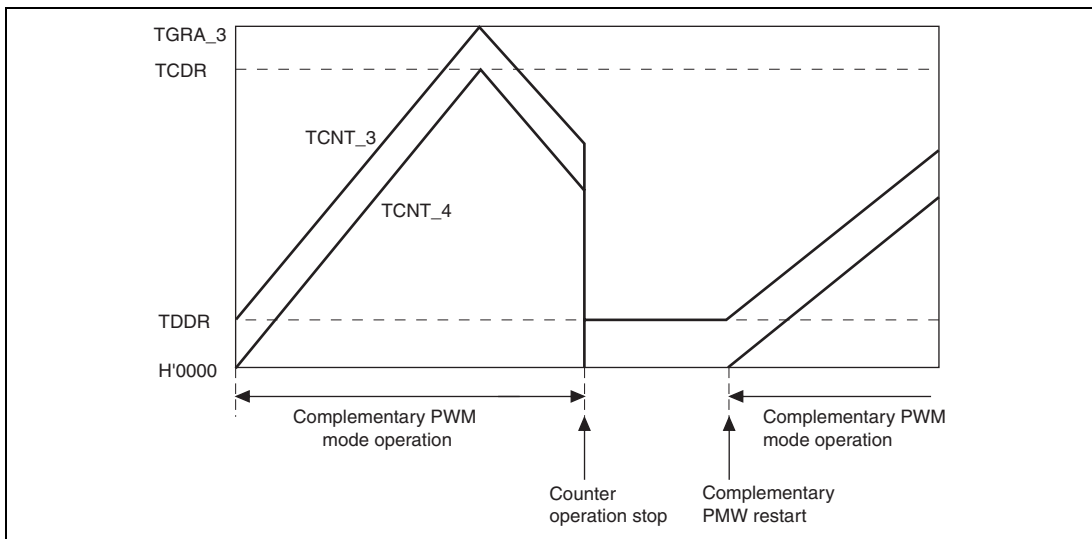 TGRA_3
TCDR
TCNT_3
TCNT_4
TDDR
H'0000
Complementary PWM
mode operation
Complementary PWM
mode operation
Counter
operation stop
Complementary
PMW restart